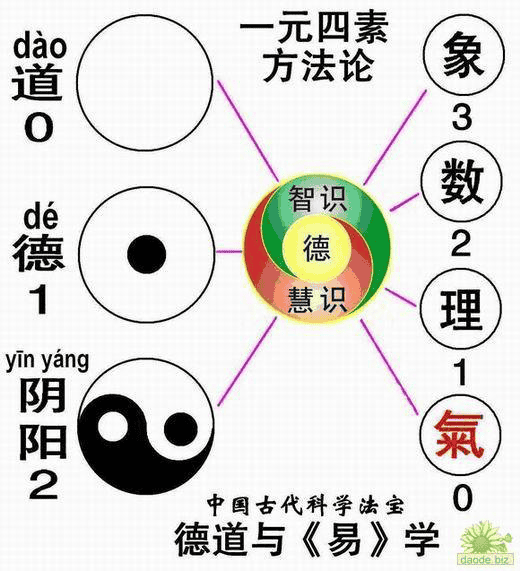 一元四素
方法论
dào
道
0
dé
德
1
yīn yáng
阴
阳
2
智识
德
慧识
象
3
数
2
理
1
氣
0
中国古代科学法宝
德道与《易》学
daode.biz